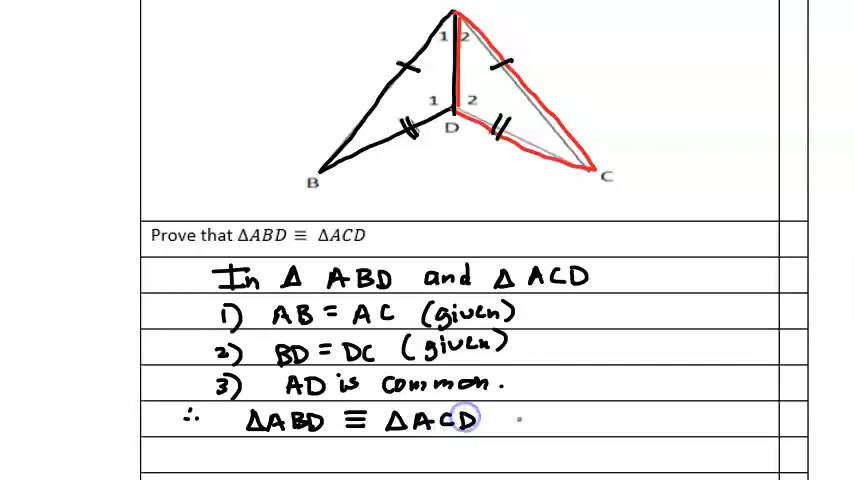 1 2
1 2
D
B
C
Prove that ΔABD ≡ ΔACD
In Δ ABD and Δ ACD
1) AB = AC (given)
2) BD = DC (given)
3) AD is common.
∴ ΔABD ≡ ΔACD